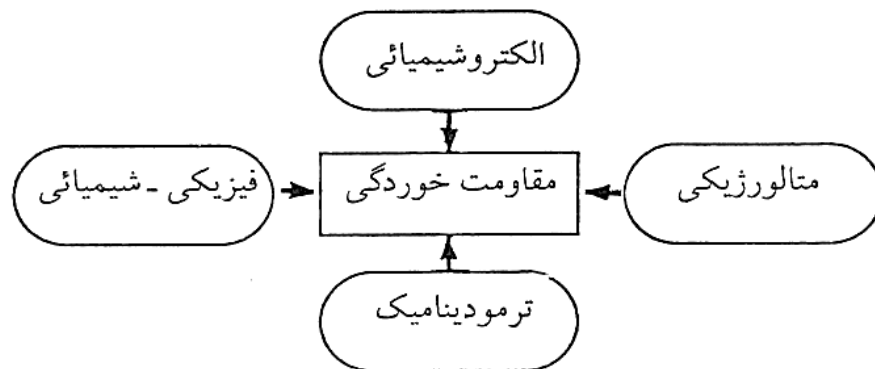 الکتروشیمیائی
متالورژیکی
مقاومت خوردگی
فیزیکی - شیمیائی
ترمودینامیک